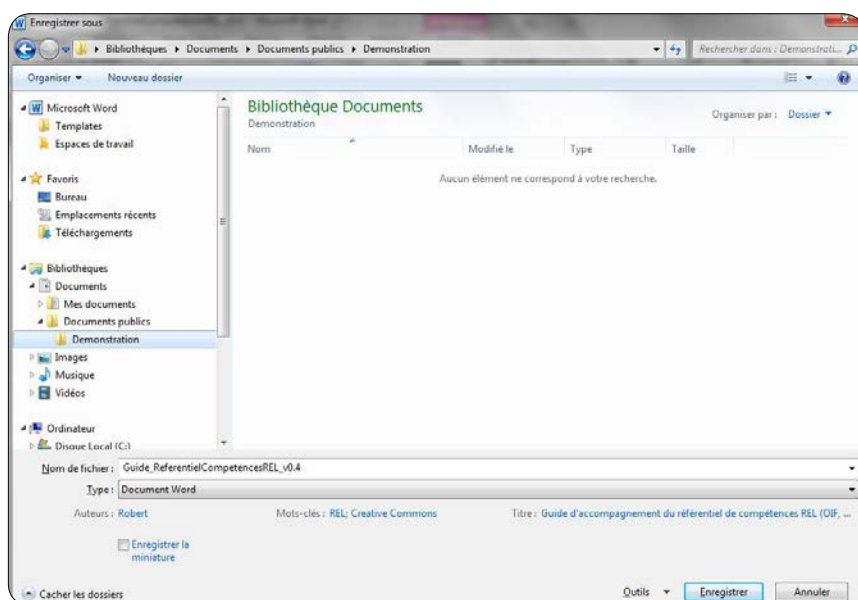 Enregistrer sous
Bibliothèques Documents Documents publics Demonstration
Rechercher dans : Demonstrati...
Organiser Nouveau dossier
Microsoft Word
Templates
Espaces de travail
Favoris
Bureau
Emplacements récents
Téléchargements
Bibliothèques
Documents
Mes documents
Documents publics
Demonstration
Images
Musique
Vidéos
Ordinateur
Disque Local (C:)
Bibliothèque Documents
Demonstration
Organiser par : Dossier
Nom Modifié le Type Taille
Aucun élément ne correspond à votre recherche.
Nom de fichier : Guide_ReferentielCompetencesREL_v0.4
Type : Document Word
Auteurs : Robert Mots-clés : REL; Creative Commons Titre : Guide d'accompagnement du référentiel de compétences REL (OIF, ...
Enregistrer la
miniature
Cacher les dossiers Outils Enregistrer Annuler